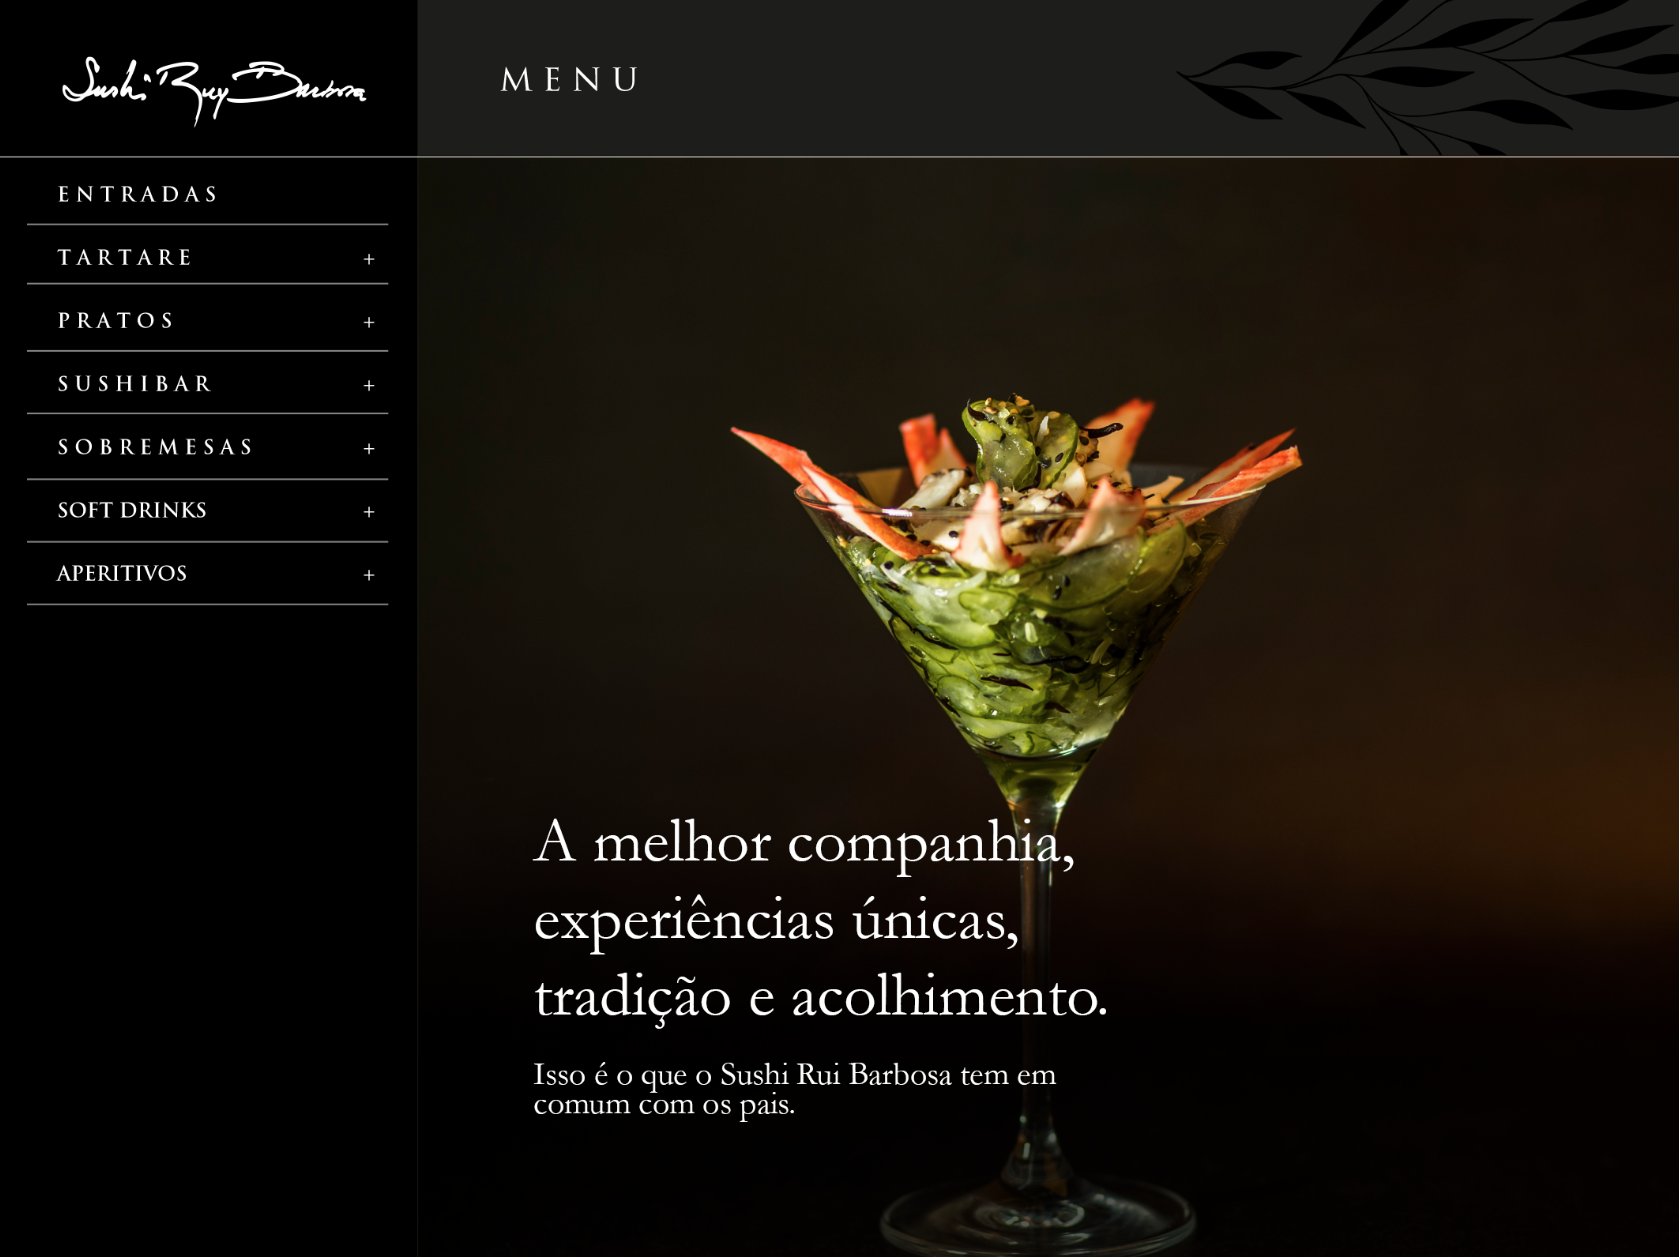 Sushi Ruy Barbosa
MENU
ENTRADAS
TARTARE +
PRATOS +
SUSHIBAR +
SOBREMESAS +
SOFT DRINKS +
APERITIVOS +
A melhor companhia,
experiências únicas,
tradição e acolhimento.
Isso é o que o Sushi Rui Barbosa tem em
comum com os pais.